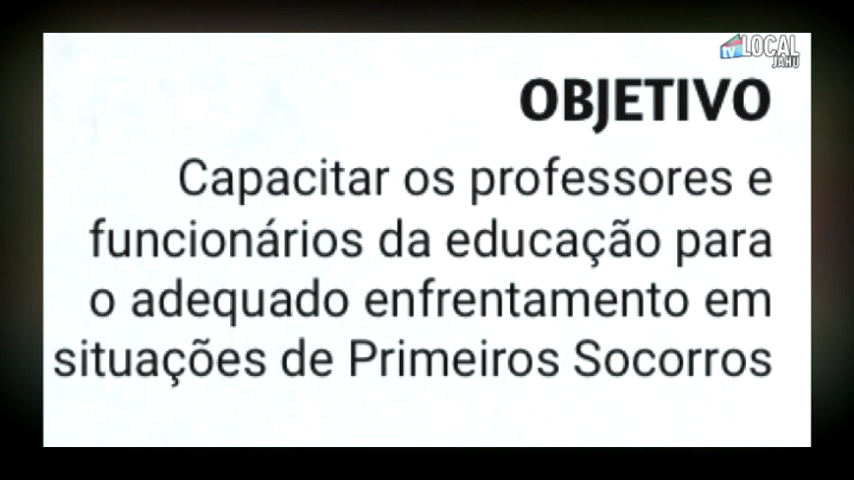 tv LOCAL
JAHU
OBJETIVO
Capacitar os professores e
funcionários da educação para
o adequado enfrentamento em
situações de Primeiros Socorros